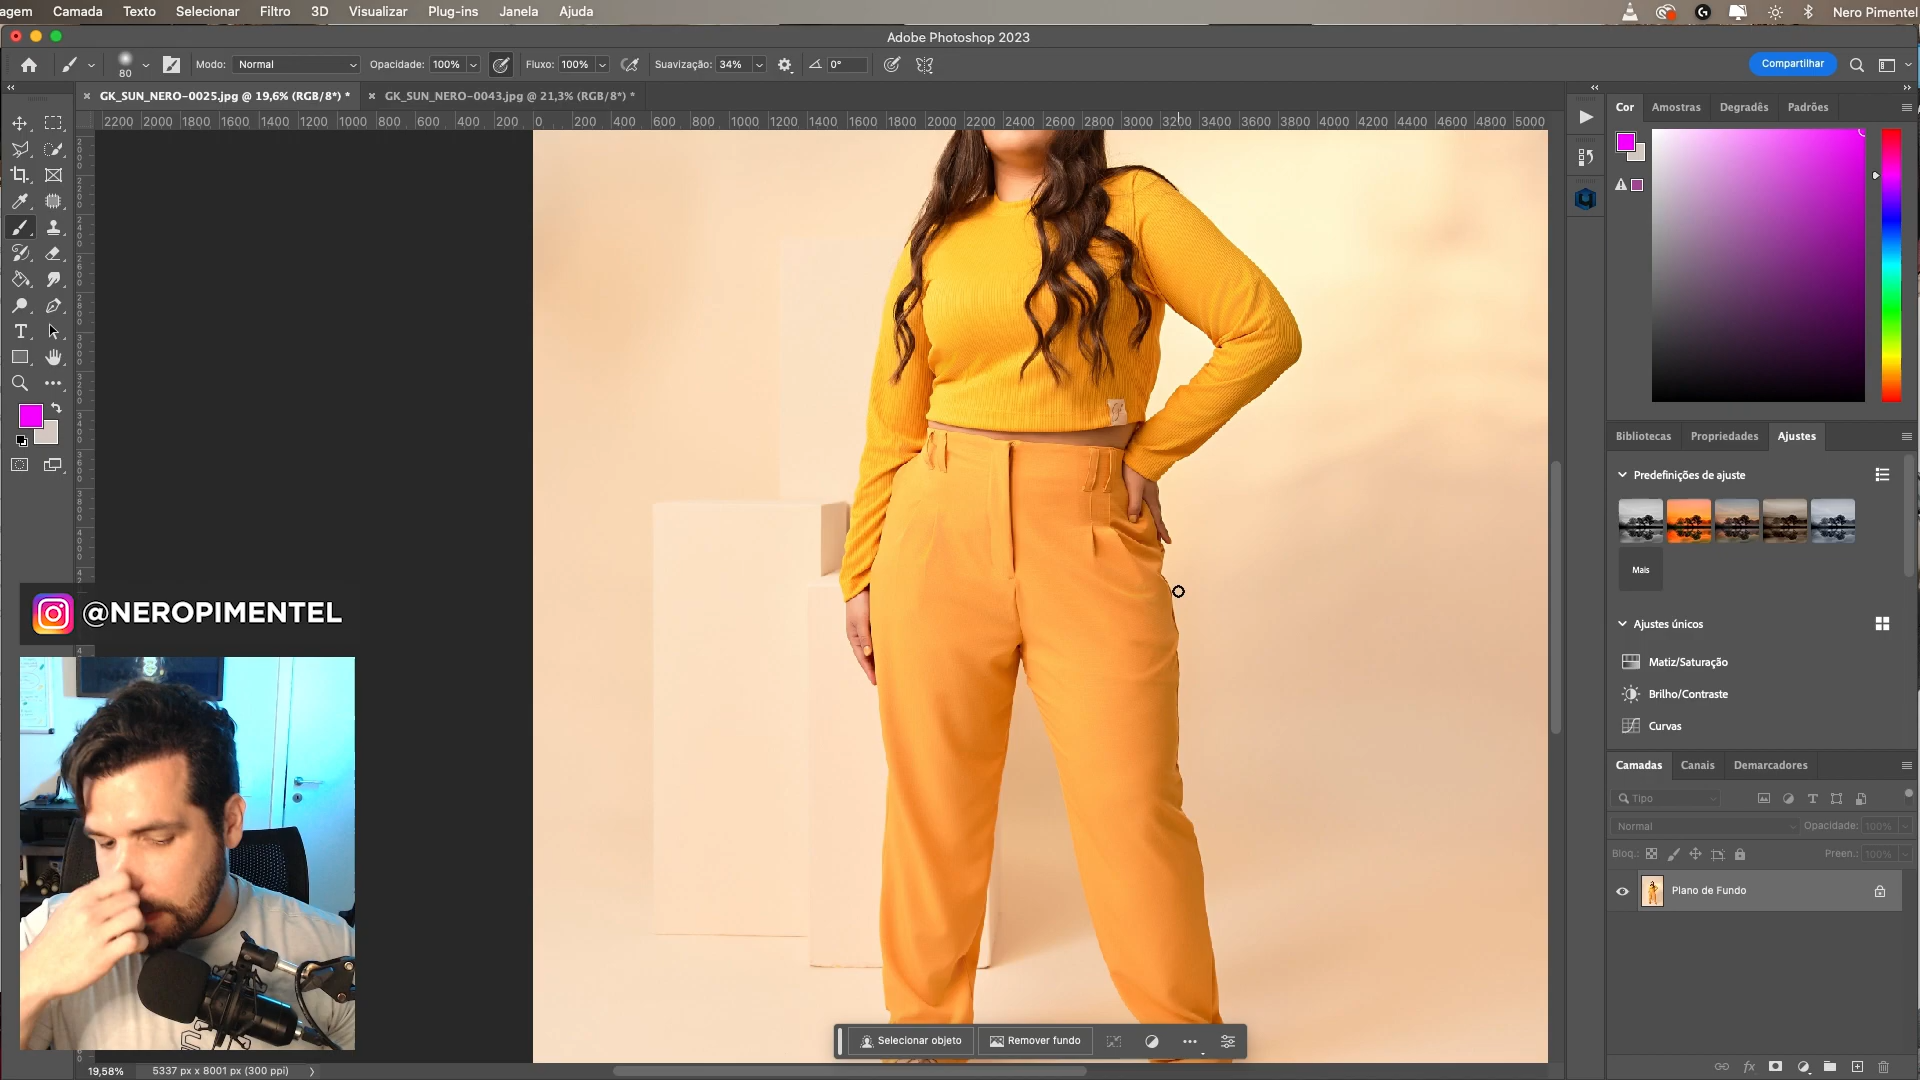 agem Camada Texto Selecionar Filtro 3D Visualizar Plug-ins Janela Ajuda Nero Pimentel
Adobe Photoshop 2023
80 Modo: Normal Opacidade: 100% Fluxo: 100% Suavização: 34% 0° Compartilhar
GK_SUN_NERO-0025.jpg @ 19,6% (RGB/8*) * GK_SUN_NERO-0043.jpg @ 21,3% (RGB/8*) *
2200 2000 1800 1600 1400 1200 1000 800 600 400 200 0 200 400 600 800 1000 1200 1400 1600 1800 2000 2200 2400 2600 2800 3000 3200 3400 3600 3800 4000 4200 4400 4600 4800 5000
Cor Amostras Degradês Padrões
Bibliotecas Propriedades Ajustes
Predefinições de ajuste
Mais
Ajustes únicos
Matiz/Saturação
Brilho/Contraste
Curvas
@NEROPIMENTEL
Camadas Canais Demarcadores
Tipo
Normal Opacidade: 100%
Bloq.: Preen.: 100%
Plano de Fundo
Selecionar objeto Remover fundo
19,58% 5337 px x 8001 px (300 ppi)